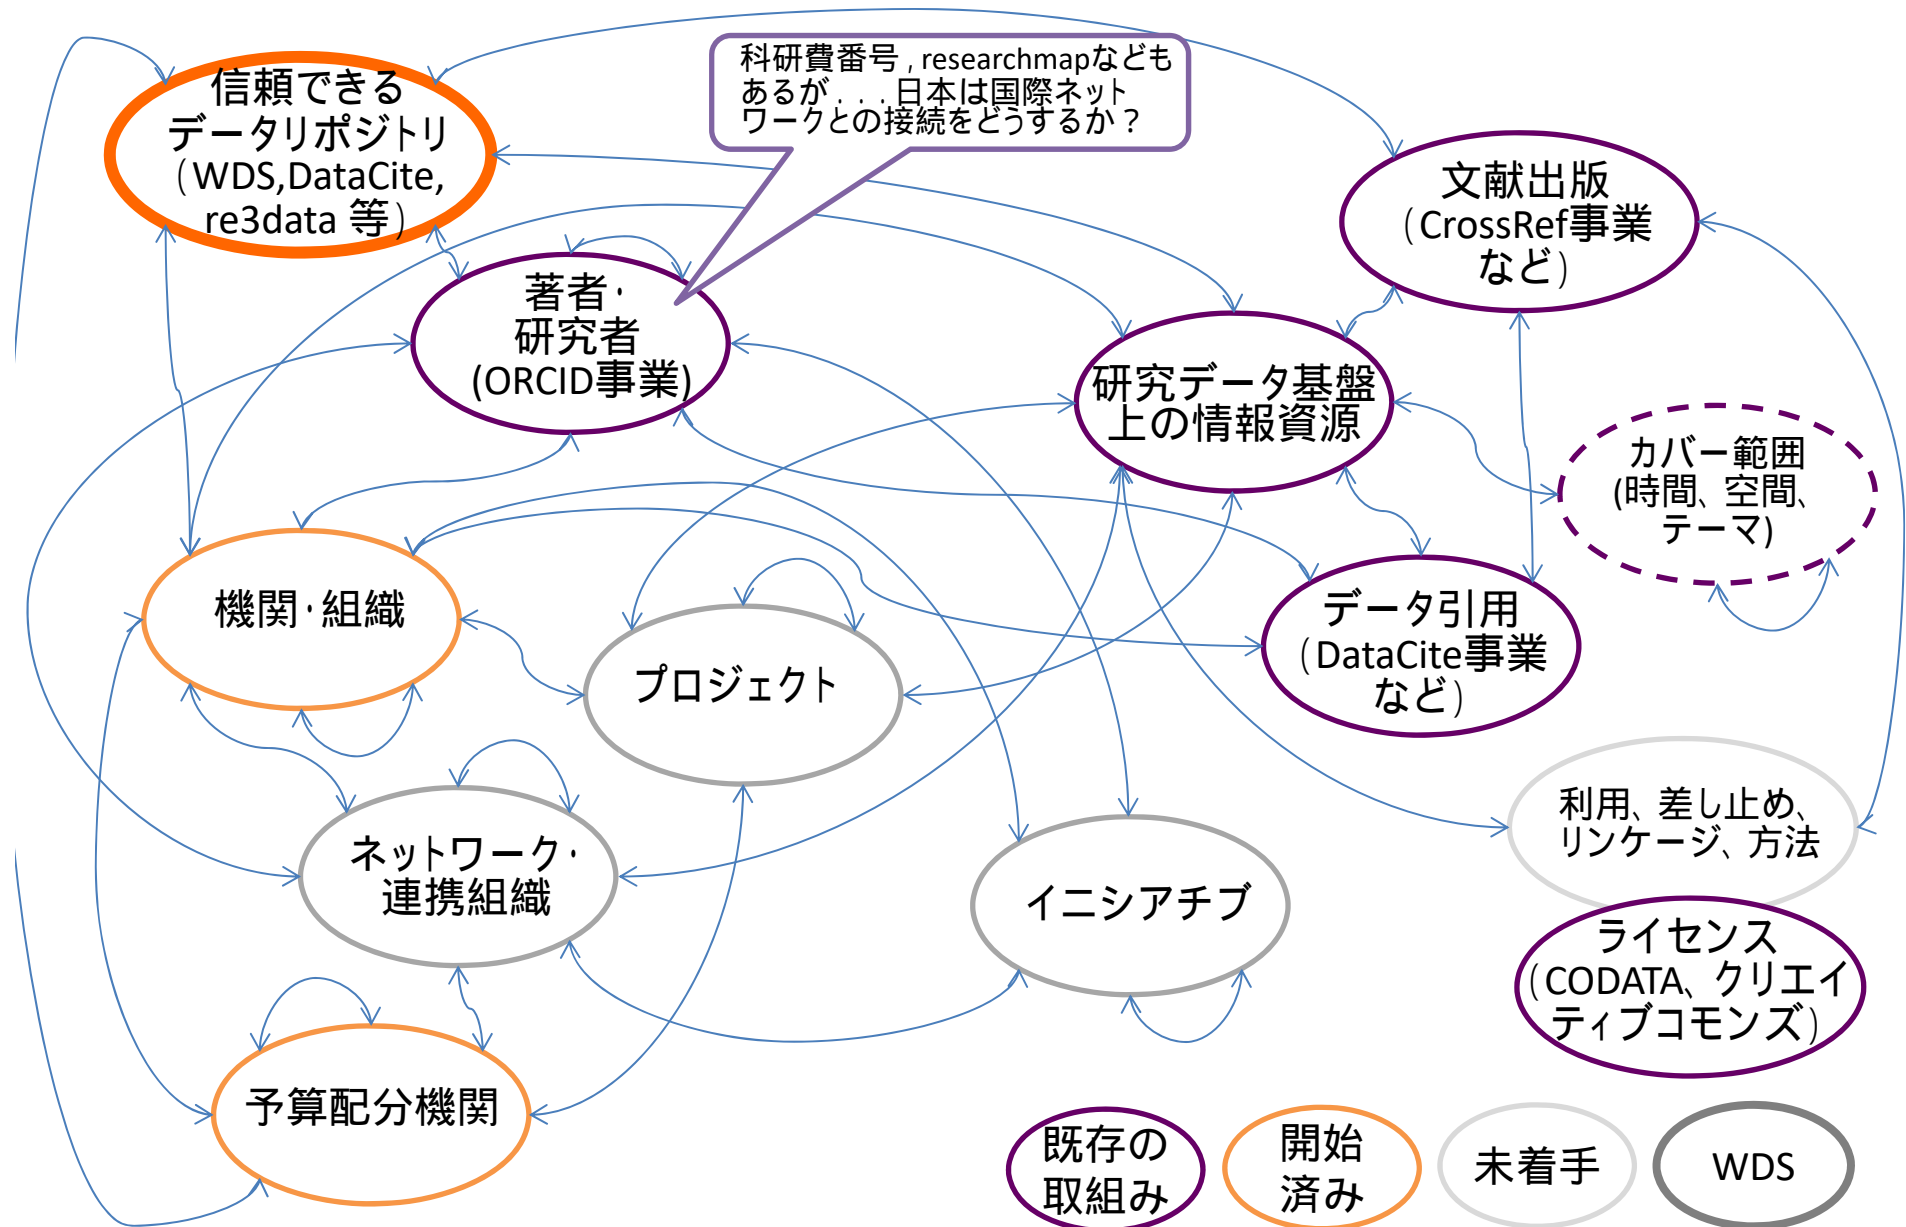 信頼できる
データリポジトリ
（WDS,DataCite,
re3data 等）
科研費番号, researchmapなども
あるが...日本は国際ネット
ワークとの接続をどうするか？
文献出版
（CrossRef事業
など）
著者・
研究者
(ORCID事業)
研究データ基盤
上の情報資源
カバー範囲
(時間、空間、
テーマ)
機関・組織
プロジェクト
データ引用
（DataCite事業
など）
ネットワーク・
連携組織
イニシアチブ
利用、差し止め、
リンケージ、方法
ライセンス
（CODATA、クリエイ
ティブコモンズ）
予算配分機関
既存の
取組み
開始
済み
未着手
WDS